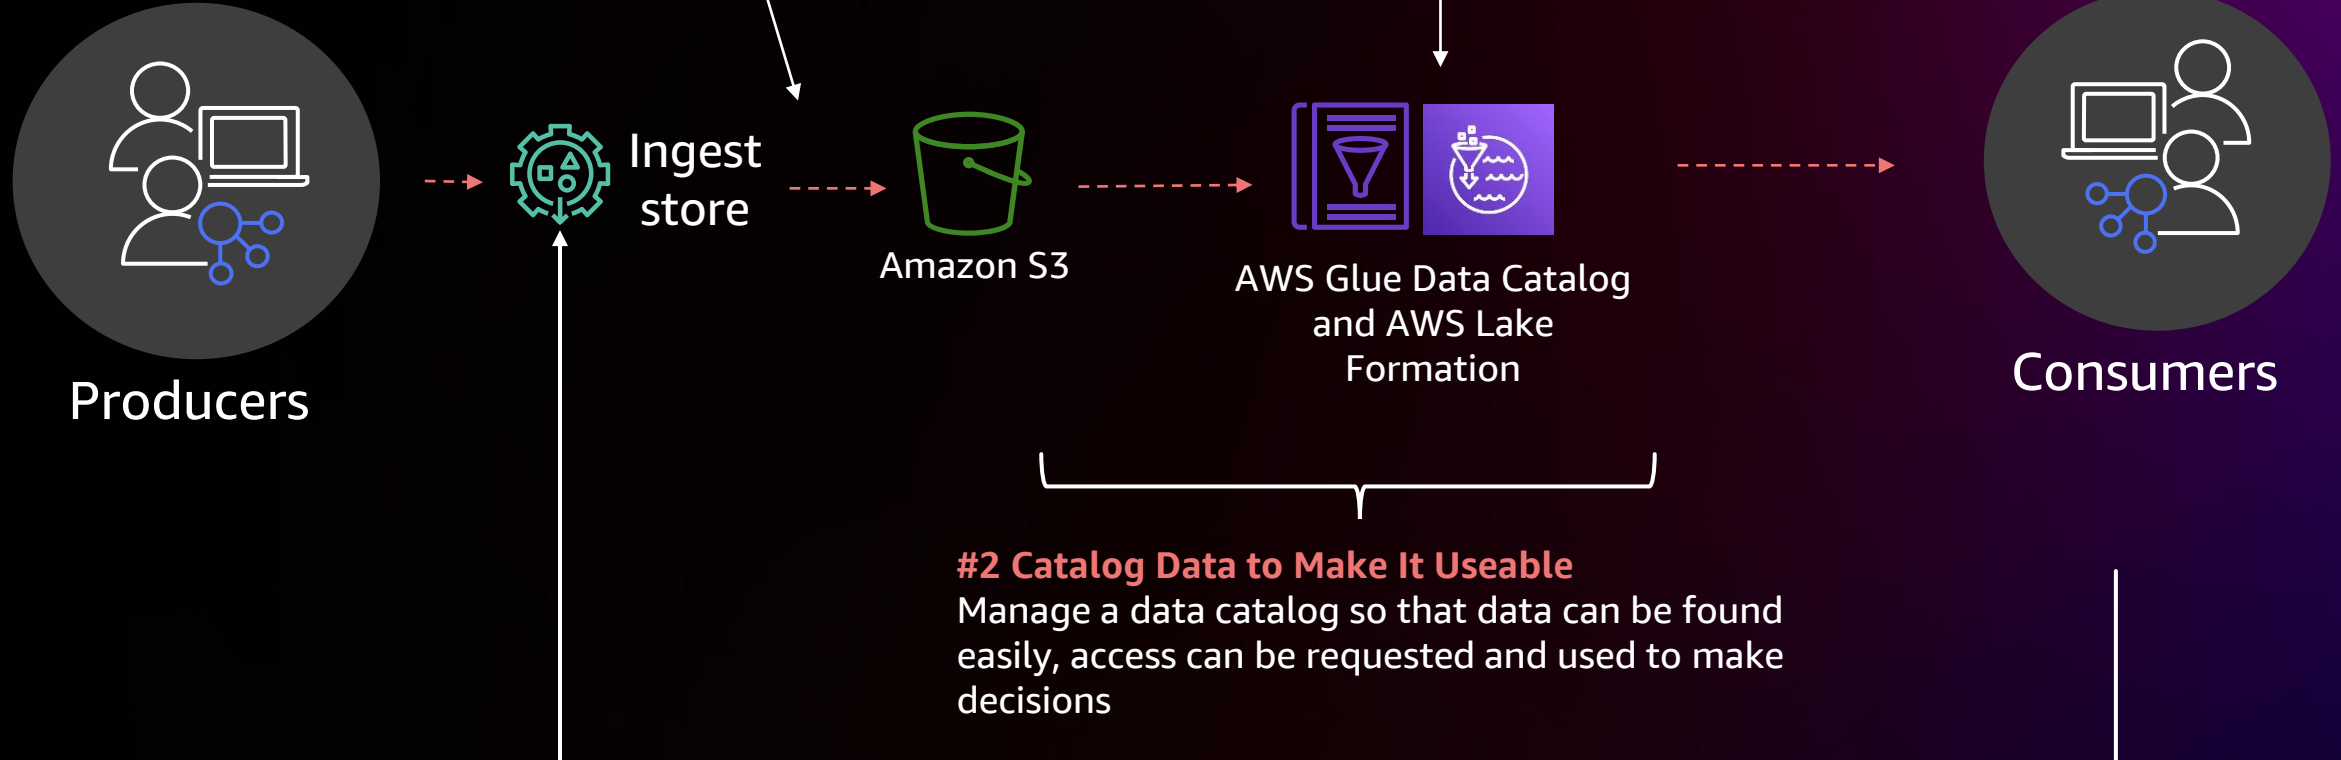 Ingest
store
Amazon S3
AWS Glue Data Catalog
and AWS Lake
Formation
Producers
Consumers
#2 Catalog Data to Make It Useable
Manage a data catalog so that data can be found
easily, access can be requested and used to make
decisions